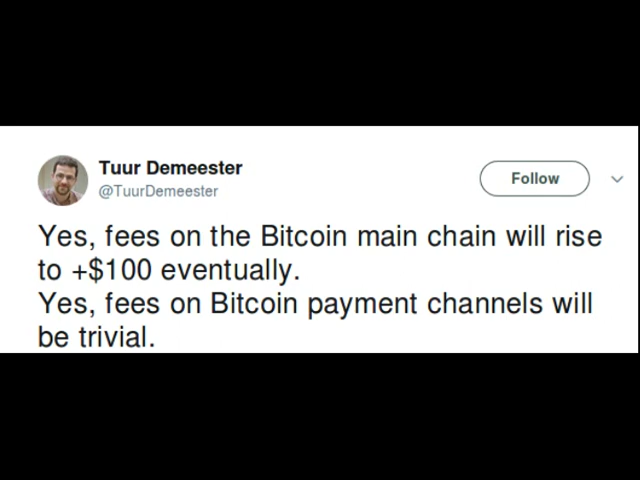 Tuur Demeester
@TuurDemeester
Follow
Yes, fees on the Bitcoin main chain will rise
to +$100 eventually.
Yes, fees on Bitcoin payment channels will
be trivial.